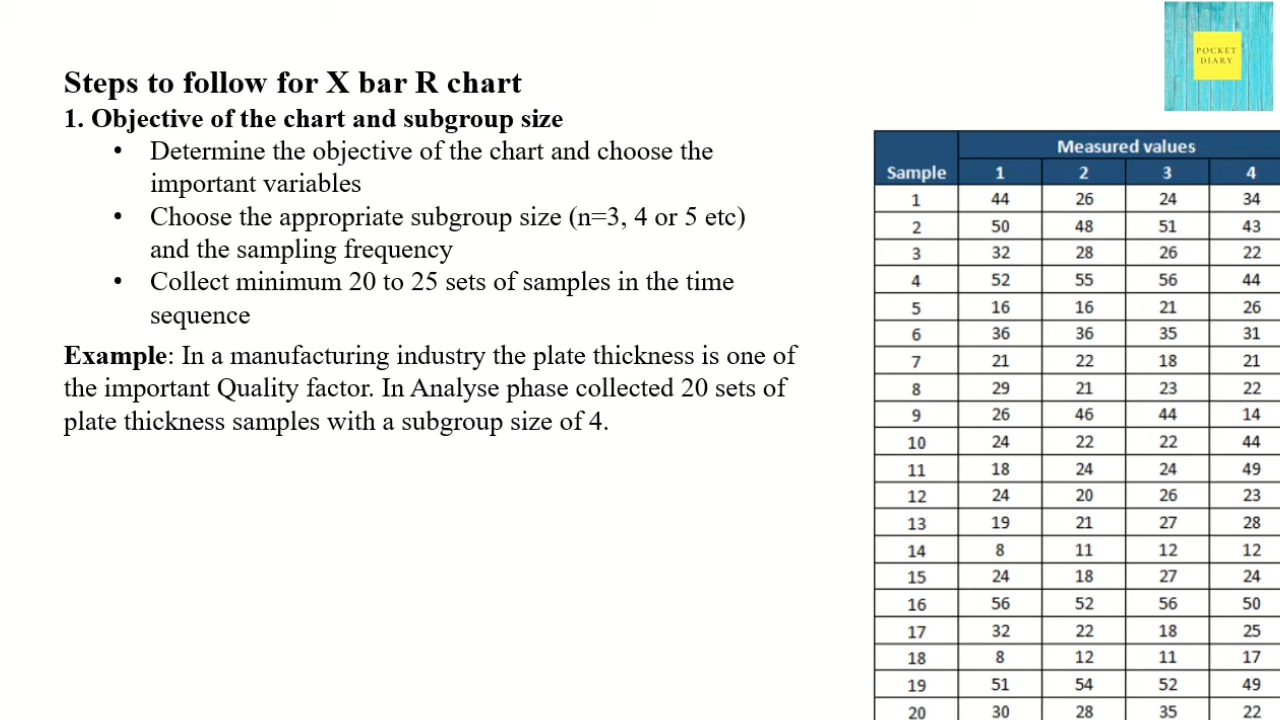 POCKET
DIARY
Steps to follow for X bar R chart
1. Objective of the chart and subgroup size
• Determine the objective of the chart and choose the
important variables
• Choose the appropriate subgroup size (n=3, 4 or 5 etc)
and the sampling frequency
• Collect minimum 20 to 25 sets of samples in the time
sequence
Example: In a manufacturing industry the plate thickness is one of
the important Quality factor. In Analyse phase collected 20 sets of
plate thickness samples with a subgroup size of 4.
Measured values
Sample 1 2 3 4
1 44 26 24 34
2 50 48 51 43
3 32 28 26 22
4 52 55 56 44
5 16 16 21 26
6 36 36 35 31
7 21 22 18 21
8 29 21 23 22
9 26 46 44 14
10 24 22 22 44
11 18 24 24 49
12 24 20 26 23
13 19 21 27 28
14 8 11 12 12
15 24 18 27 24
16 56 52 56 50
17 32 22 18 25
18 8 12 11 17
19 51 54 52 49
20 30 28 35 22